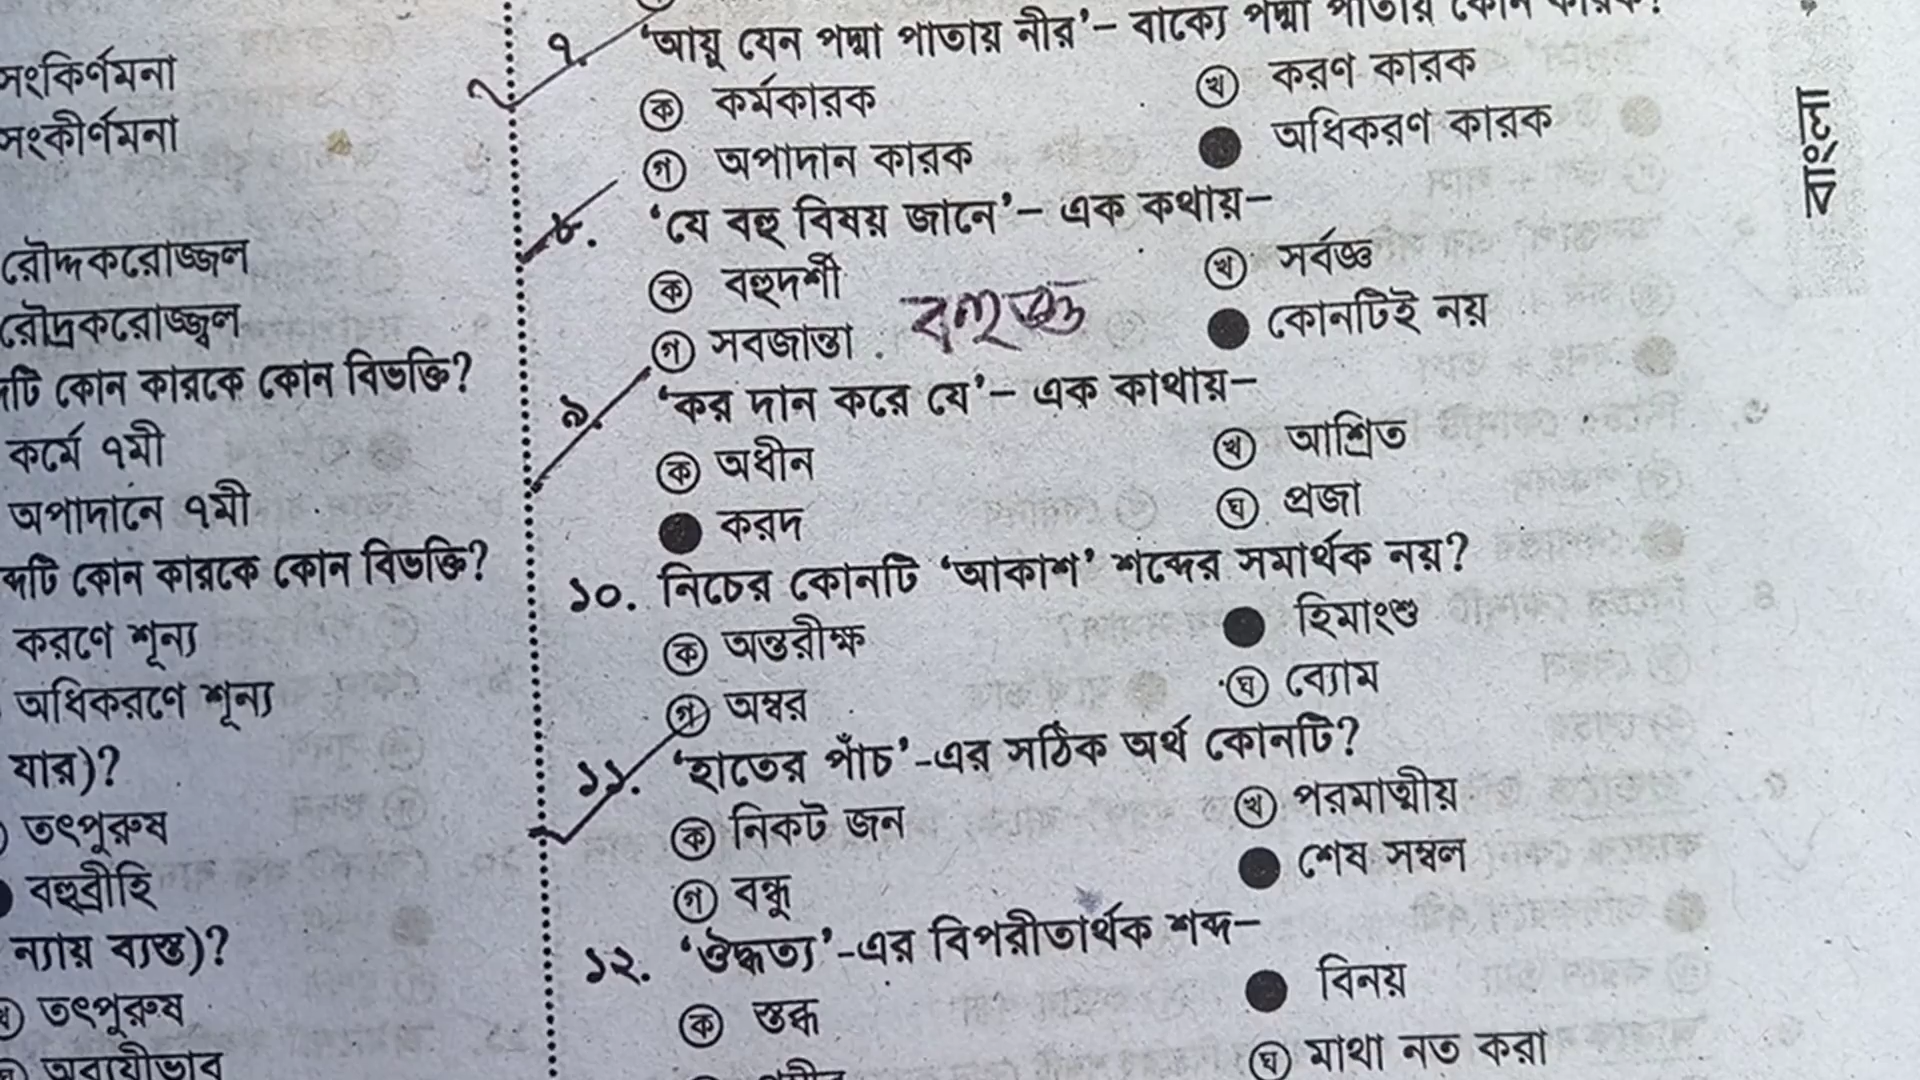 সংকির্ণমনা
সংকীর্ণমনা
রৌদ্দকরোজ্জল
রৌদ্রকরোজ্জ্বল
কোন কারকে কোন বিভক্তি?
কর্মে ৭মী
অপাদানে ৭মী
কোন কারকে কোন বিভক্তি?
করণে শূন্য
অধিকরণে শূন্য
যার)?
তৎপুরুষ
বহুব্রীহি
ন্যায় ব্যস্ত)?
তৎপুরুষ
অব্যয়ীভাব
৭. ‘আয়ু যেন পদ্মা পাতায় নীর’– বাক্যে পদ্মা পাতায় কোন কারক?
ক কর্মকারক
খ করণ কারক
গ অপাদান কারক
অধিকরণ কারক
৮. ‘যে বহু বিষয় জানে’– এক কথায়–
ক বহুদর্শী
খ সর্বজ্ঞ
গ সবজান্তা
বহুজ্ঞ
কোনটিই নয়
৯. ‘কর দান করে যে’– এক কাথায়–
ক অধীন
খ আশ্রিত
করদ
ঘ প্রজা
১০. নিচের কোনটি ‘আকাশ’ শব্দের সমার্থক নয়?
ক অন্তরীক্ষ
হিমাংশু
গ অম্বর
ঘ ব্যোম
১১. ‘হাতের পাঁচ’-এর সঠিক অর্থ কোনটি?
ক নিকট জন
খ পরমাত্মীয়
গ বন্ধু
শেষ সম্বল
১২. ‘ঔদ্ধত্য’-এর বিপরীতার্থক শব্দ–
ক স্তব্ধ
বিনয়
ঘ মাথা নত করা
বাংলা